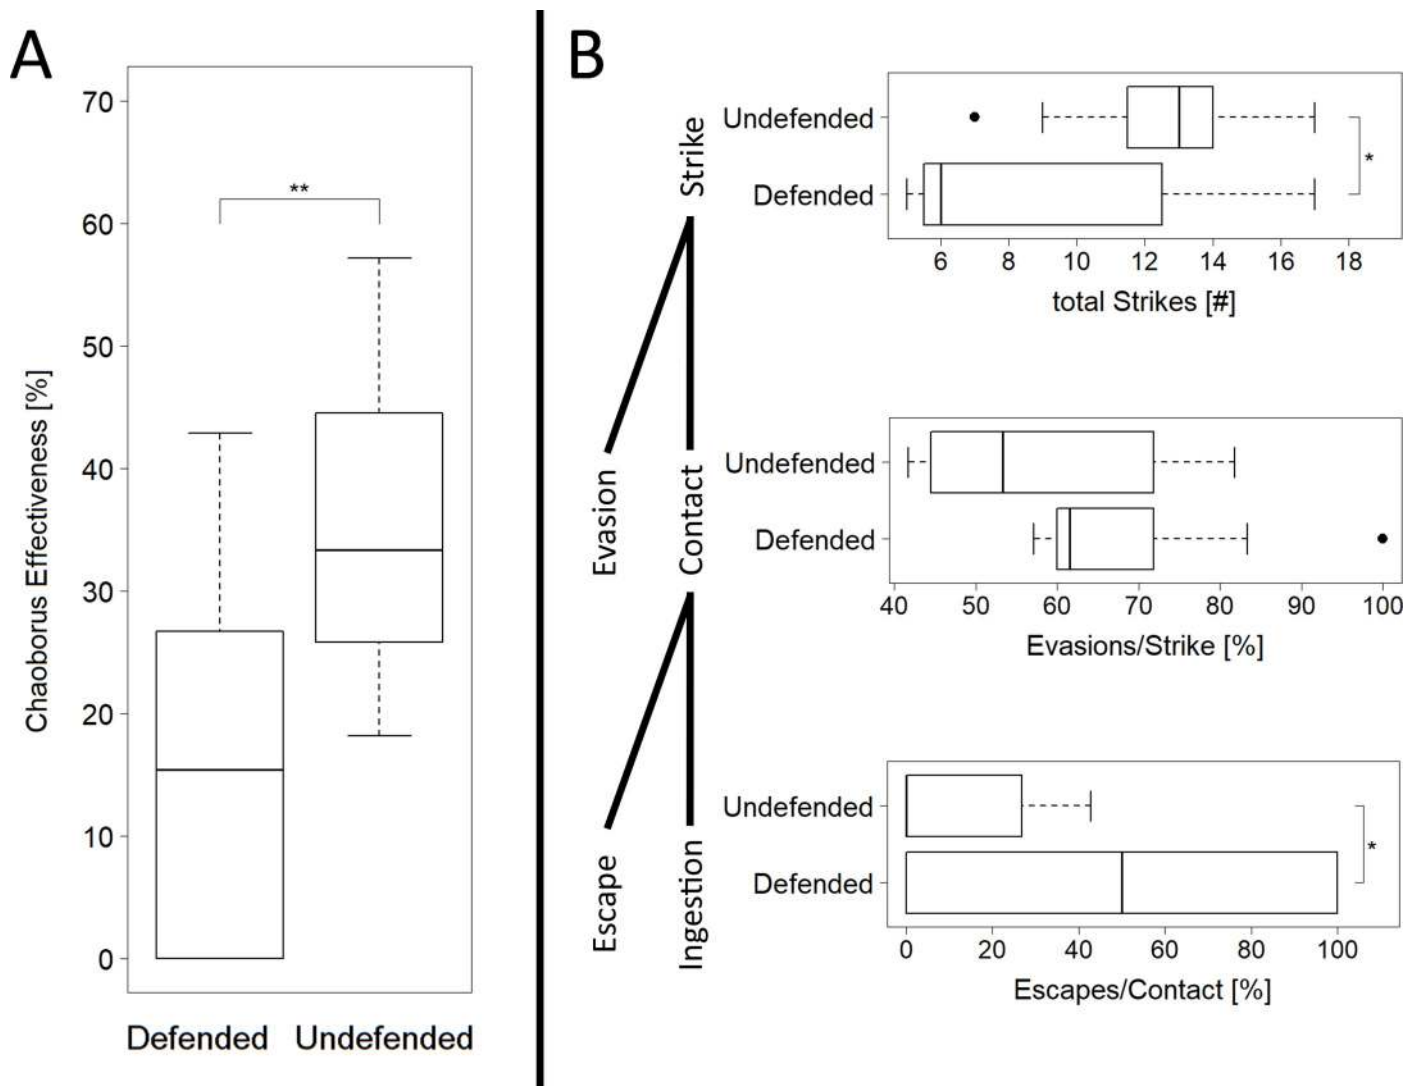 A
70
60
50
40
30
20
10
0
Chaoborus Effectiveness [%]
**
Defended Undefended
B
Strike
Evasion
Contact
Escape
Ingestion
Undefended
Defended
*
6 8 10 12 14 16 18
total Strikes [#]
Undefended
Defended
40 50 60 70 80 90 100
Evasions/Strike [%]
Undefended
Defended
*
0 20 40 60 80 100
Escapes/Contact [%]